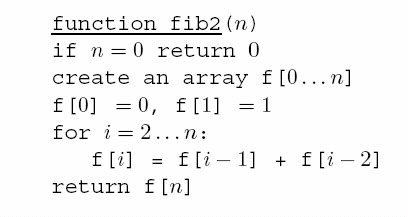 function fib2(n)
if n = 0 return 0
create an array f[0...n]
f[0] = 0, f[1] = 1
for i = 2...n:
f[i] = f[i − 1] + f[i − 2]
return f[n]